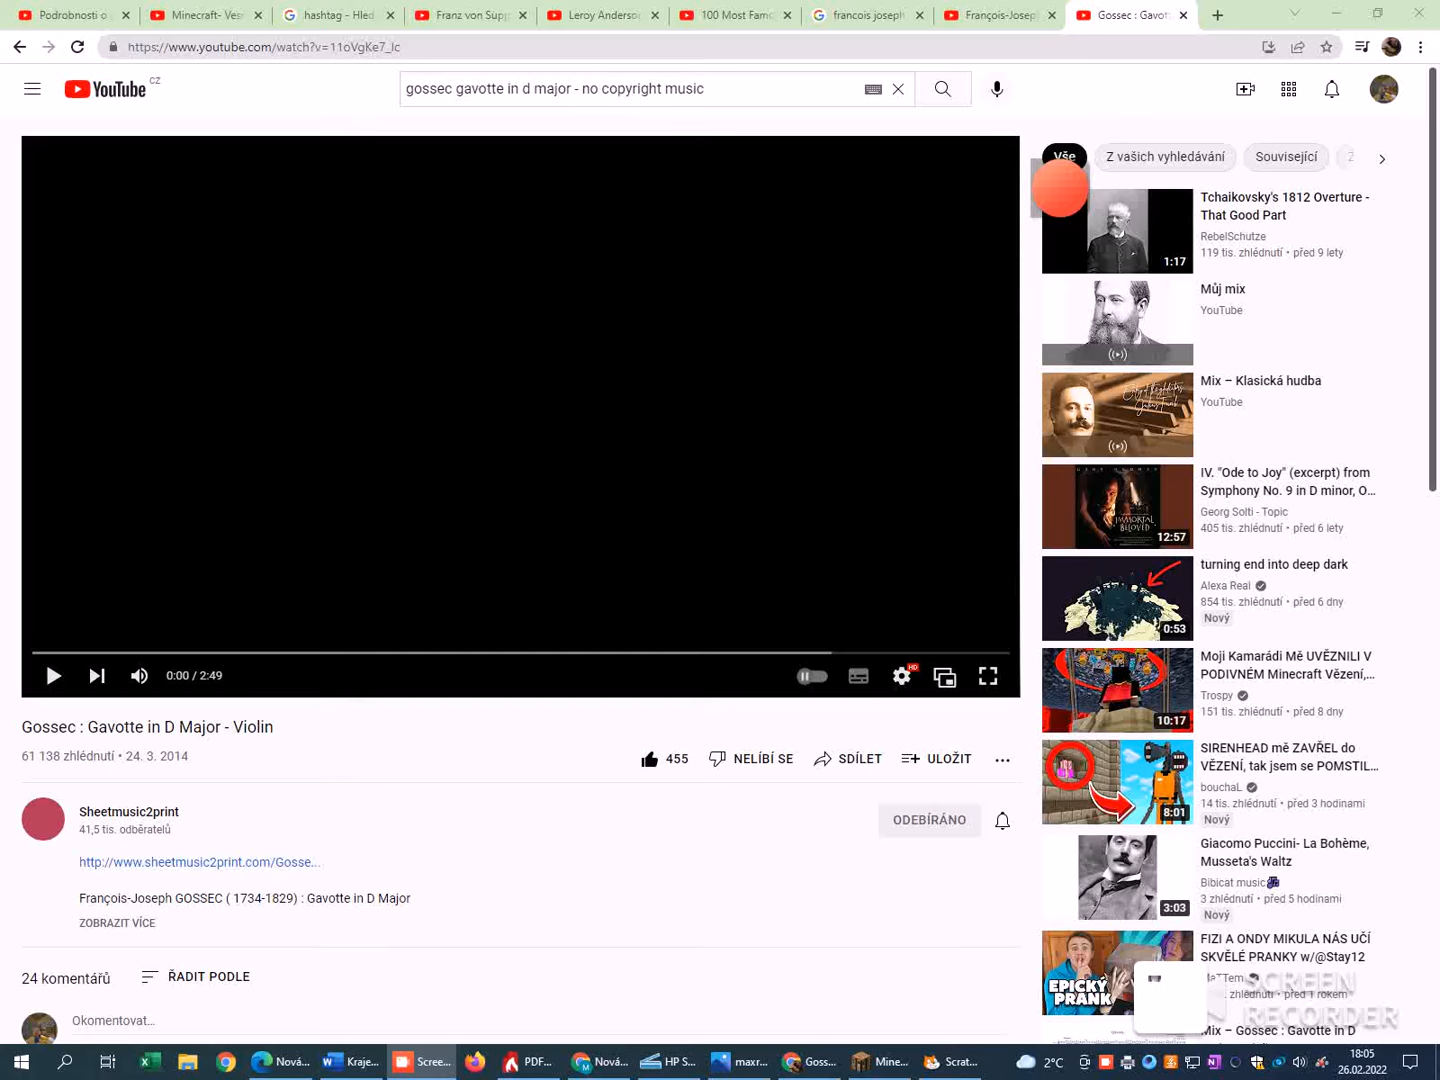 Podrobnosti o
Minecraft- Ves
hashtag - Hled
Franz von Supp
Leroy Anderso
100 Most Fam
francois joseph
François-Josep
Gossec : Gavot
https://www.youtube.com/watch?v=11oVgKe7_Ic
YouTube CZ
gossec gavotte in d major - no copyright music
Vše
Z vašich vyhledávání
Související
Tchaikovsky's 1812 Overture -
That Good Part
RebelSchutze
119 tis. zhlédnutí • před 9 lety
1:17
Můj mix
YouTube
Mix – Klasická hudba
YouTube
IV. "Ode to Joy" (excerpt) from
Symphony No. 9 in D minor, O...
Georg Solti - Topic
405 tis. zhlédnutí • před 6 lety
IMMORTAL
BELOVED
12:57
turning end into deep dark
Alexa Real
854 tis. zhlédnutí • před 6 dny
Nový
0:53
Moji Kamarádi Mě UVĚZNILI V
PODIVNÉM Minecraft Vězení,...
Trospy
151 tis. zhlédnutí • před 8 dny
10:17
SIRENHEAD mě ZAVŘEL do
VĚZENÍ, tak jsem se POMSTIL...
bouchaL
14 tis. zhlédnutí • před 3 hodinami
Nový
8:01
Giacomo Puccini- La Bohème,
Musseta's Waltz
Bibicat music
3 zhlédnutí • před 5 hodinami
Nový
3:03
FIZI A ONDY MIKULA NÁS UČÍ
SKVĚLÉ PRANKY w/@Stay12
MaTTem
zhlédnutí • před 1 rokem
EPICKÝ
PRANK
SCREEN
RECORDER
Mix – Gossec : Gavotte in D
0:00 / 2:49
HD
Gossec : Gavotte in D Major - Violin
61 138 zhlédnutí • 24. 3. 2014
455
NELÍBÍ SE
SDÍLET
ULOŽIT
Sheetmusic2print
41,5 tis. odběratelů
ODEBÍRÁNO
http://www.sheetmusic2print.com/Gosse...
François-Joseph GOSSEC ( 1734-1829) : Gavotte in D Major
ZOBRAZIT VÍCE
24 komentářů
ŘADIT PODLE
Okomentovat...
Nová...
Kraje...
Scree...
PDF...
Nová...
HP S...
maxr...
Goss...
Mine...
Scrat...
2°C
18:05
26.02.2022